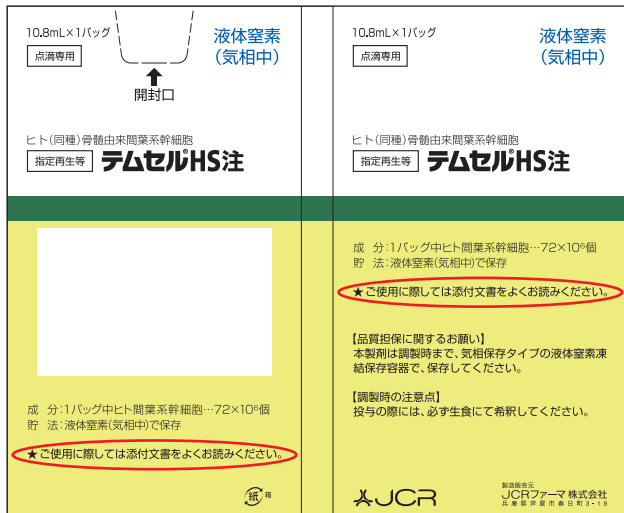 10.8mL×1バッグ
点滴専用
液体窒素
(気相中)
開封口
ヒト(同種)骨髄由来間葉系幹細胞
指定再生等 テムセル®HS注
成 分:1バッグ中ヒト間葉系幹細胞…72×10⁶個
貯 法:液体窒素(気相中)で保存
★ご使用に際しては添付文書をよくお読みください。
紙 箱
10.8mL×1バッグ
点滴専用
液体窒素
(気相中)
ヒト(同種)骨髄由来間葉系幹細胞
指定再生等 テムセル®HS注
成 分:1バッグ中ヒト間葉系幹細胞…72×10⁶個
貯 法:液体窒素(気相中)で保存
★ご使用に際しては添付文書をよくお読みください。
【品質担保に関するお願い】
本製剤は調製時まで、気相保存タイプの液体窒素凍
結保存容器で、保存してください。
【調製時の注意点】
投与の際には、必ず生食にて希釈してください。
JCR
製造販売元
JCRファーマ株式会社
兵庫県芦屋市春日町3-19